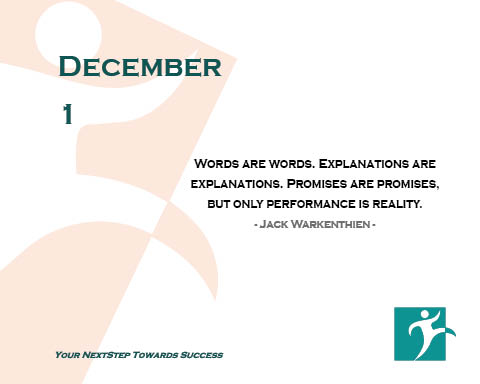 December
1
Words are words. Explanations are
explanations. Promises are promises,
but only performance is reality.
- Jack Warkenthien -
Your NextStep Towards Success